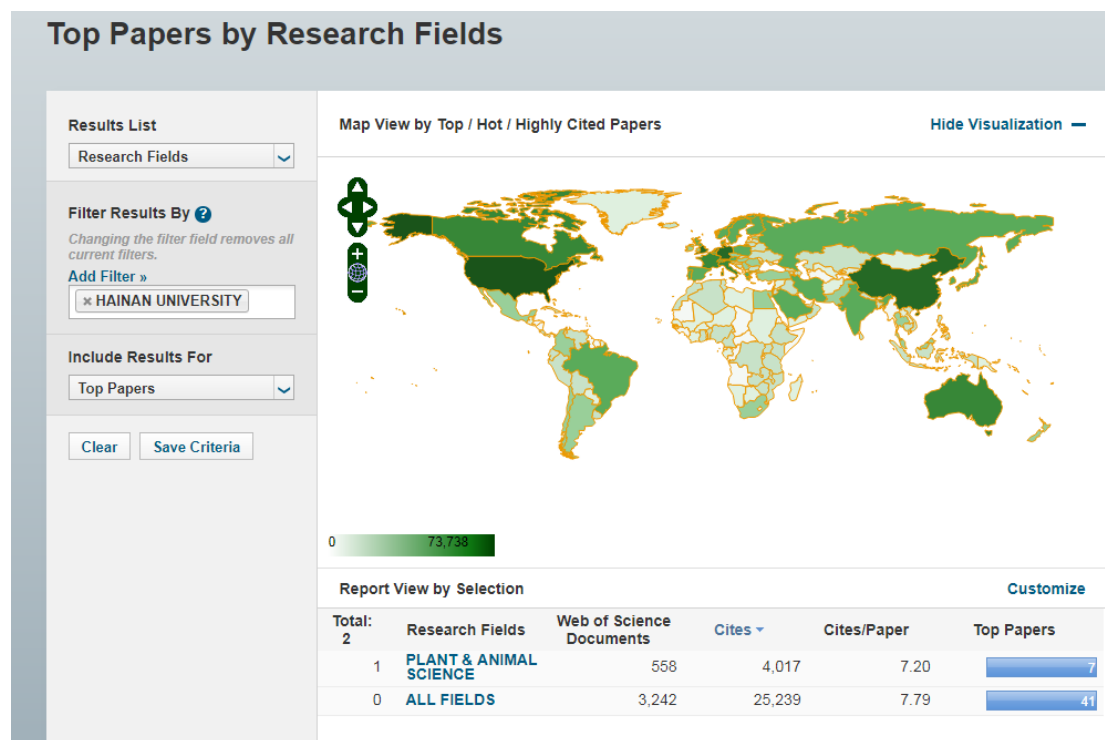 Top Papers by Research Fields
Results List
Research Fields
Filter Results By ?
Changing the filter field removes all
current filters.
Add Filter »
× HAINAN UNIVERSITY
Include Results For
Top Papers
Clear Save Criteria
Map View by Top / Hot / Highly Cited Papers Hide Visualization —
+
−
0 73,738
Report View by Selection Customize
Total:
2 Research Fields Web of Science
Documents Cites Cites/Paper Top Papers
1 PLANT & ANIMAL
SCIENCE 558 4,017 7.20 7
0 ALL FIELDS 3,242 25,239 7.79 41